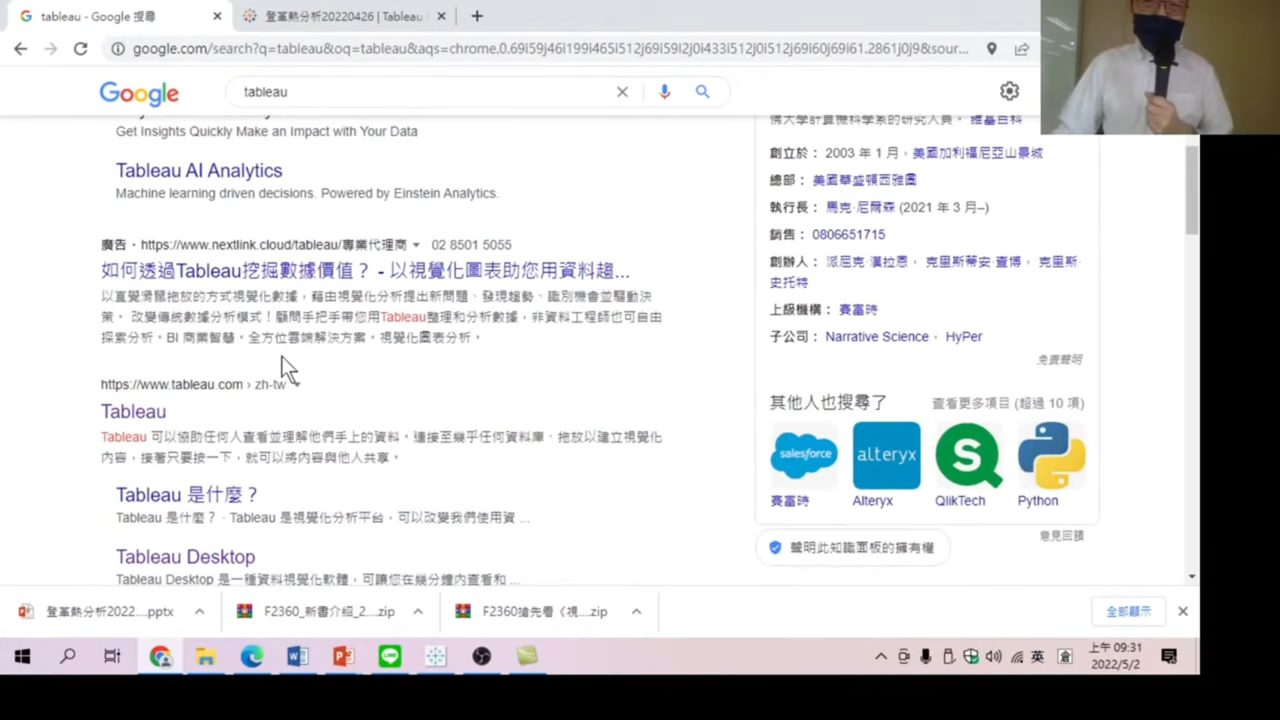 tableau - Google 搜尋
登革熱分析20220426 | Tableau
google.com/search?q=tableau&oq=tableau&aqs=chrome.0.69i59j46i199i465i512j69i59l2j0i433i512j0i512j69i60j69i61.2861j0j9&sour...
Google
tableau
Get Insights Quickly Make an Impact with Your Data
Tableau AI Analytics
Machine learning driven decisions. Powered by Einstein Analytics.
廣告 · https://www.nextlink.cloud/tableau/專業代理商 02 8501 5055
如何透過Tableau挖掘數據價值？ - 以視覺化圖表助您用資料趨...
以直覺滑鼠拖放的方式視覺化數據，藉由視覺化分析提出新問題、發現趨勢、識別機會並驅動決
策。 改變傳統數據分析模式！顧問手把手帶您用Tableau整理和分析數據，非資料工程師也可自由
探索分析。BI 商業智慧。全方位雲端解決方案。視覺化圖表分析。
https://www.tableau.com › zh-tw
Tableau
Tableau 可以協助任何人查看並理解他們手上的資料。連接至幾乎任何資料庫、拖放以建立視覺化
內容，接著只要按一下，就可以將內容與他人共享。
Tableau 是什麼？
Tableau 是什麼？ · Tableau 是視覺化分析平台，可以改變我們使用資 ...
Tableau Desktop
Tableau Desktop 是一種資料視覺化軟體，可讓您在幾分鐘內查看和 ...
佛大學計算機科學系的研究人員。 維基百科
創立於： 2003 年 1 月，美國加利福尼亞山景城
總部： 美國華盛頓西雅圖
執行長： 馬克·尼爾森 (2021 年 3 月–)
銷售： 0806651715
創辦人： 派尼克·漢拉恩， 克里斯蒂安·查博， 克里斯·
史托特
上級機構： 賽富時
子公司： Narrative Science， HyPer
免責聲明
其他人也搜尋了 查看更多項目 (超過 10 項)
salesforce
alteryx
賽富時 Alteryx QlikTech Python
意見回饋
聲明此知識面板的擁有權
登革熱分析2022....pptx
F2360_新書介紹_2....zip
F2360搶先看《視....zip
全部顯示
英
上午 09:31
2022/5/2